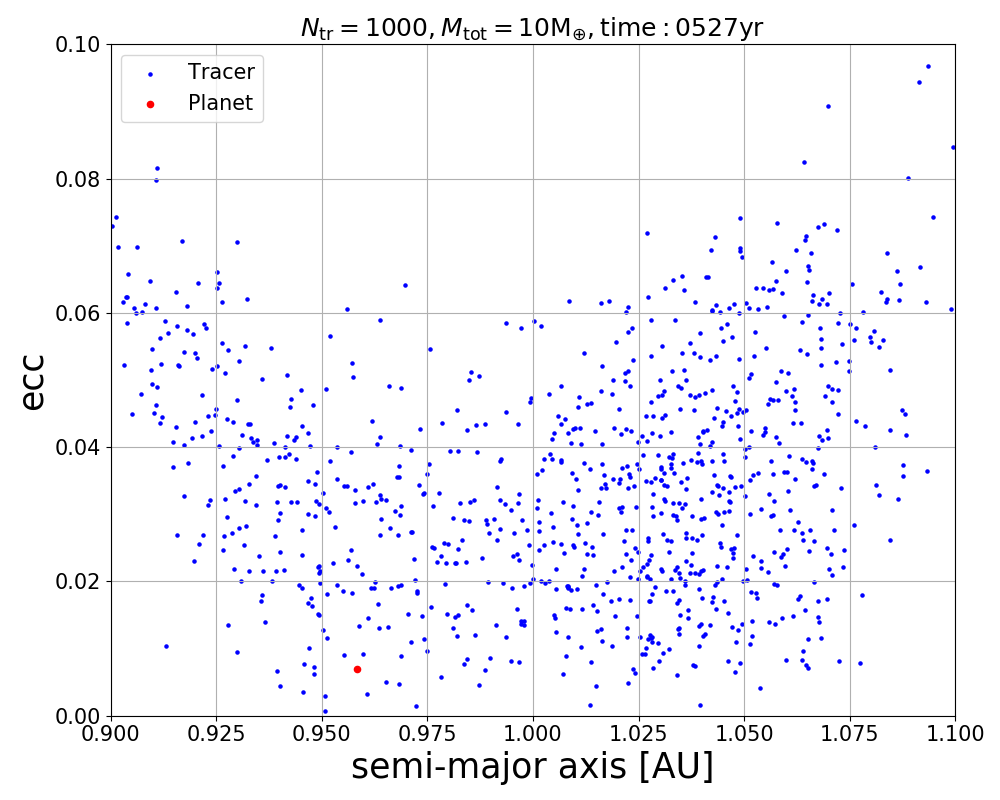 N_tr = 1000, M_tot = 10M_⊕, time : 0527yr
Tracer
Planet
ecc
0.10
0.08
0.06
0.04
0.02
0.00
0.900 0.925 0.950 0.975 1.000 1.025 1.050 1.075 1.100
semi-major axis [AU]